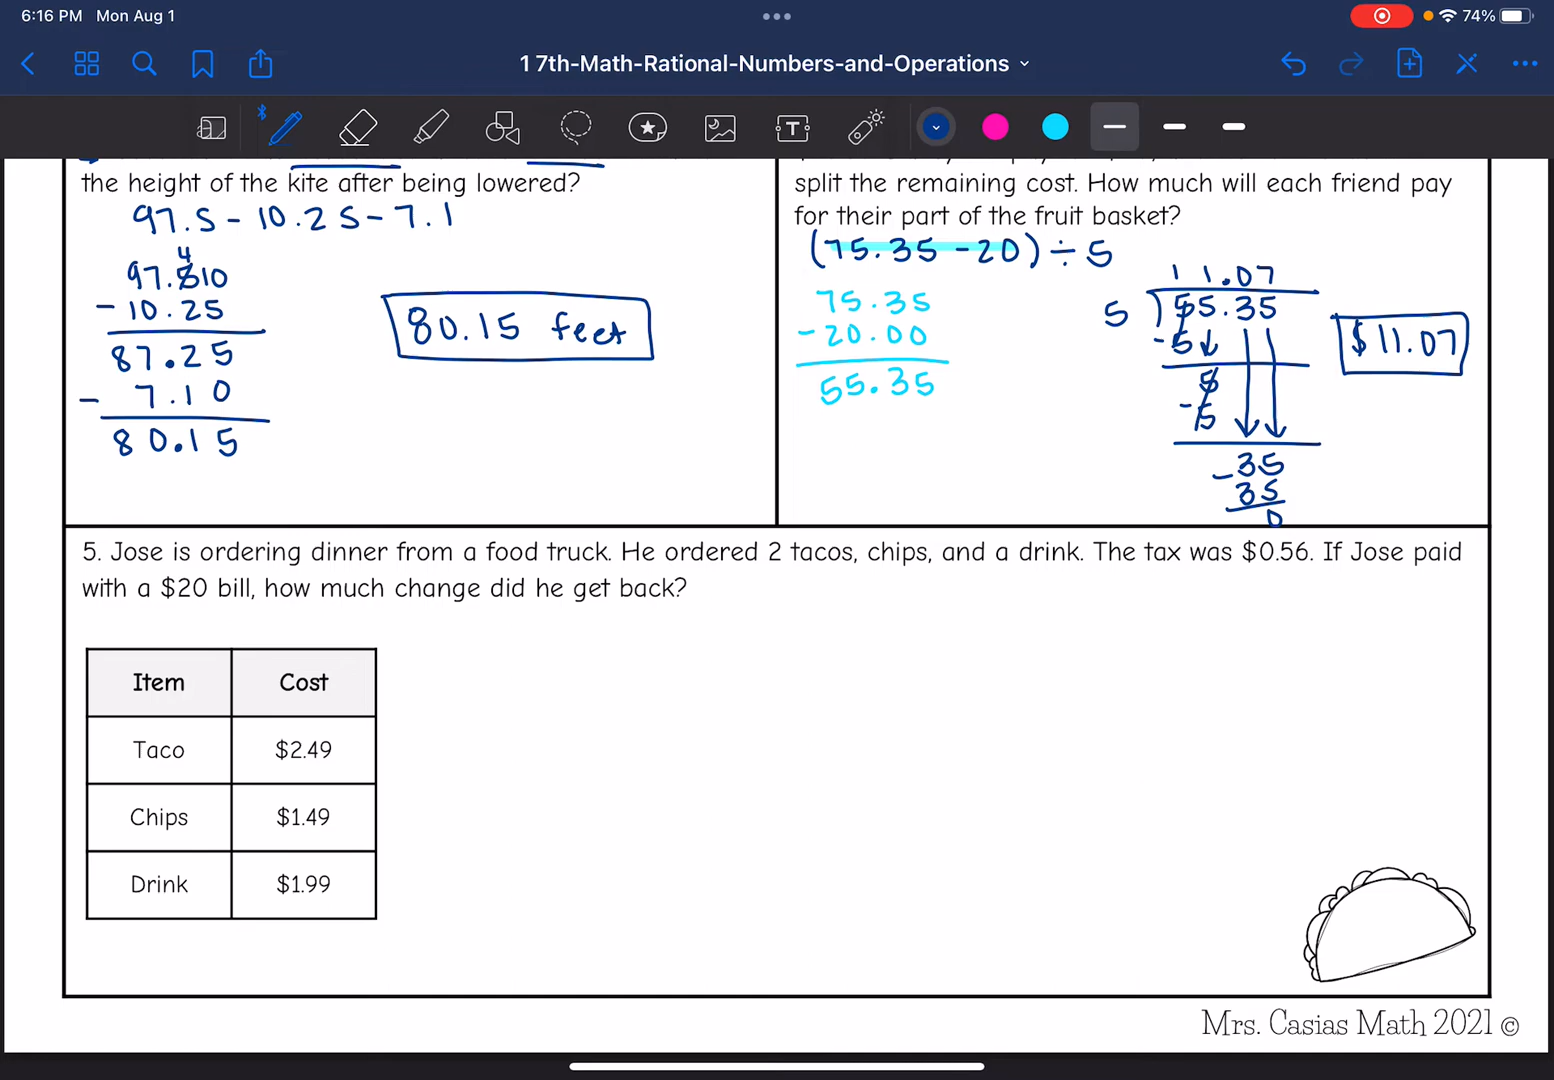 6:16 PM Mon Aug 1
74%
1 7th-Math-Rational-Numbers-and-Operations
T
the height of the kite after being lowered?
97.5 - 10.25 - 7.1
4
97.510
- 10.25
87.25
- 7.10
80.15
80.15 feet
split the remaining cost. How much will each friend pay
for their part of the fruit basket?
(75.35 - 20) ÷ 5
75.35
- 20.00
55.35
11.07
5 55.35
- 5
5
- 5
- 35
35
0
$11.07
5. Jose is ordering dinner from a food truck. He ordered 2 tacos, chips, and a drink. The tax was $0.56. If Jose paid
with a $20 bill, how much change did he get back?
Item Cost
Taco $2.49
Chips $1.49
Drink $1.99
Mrs. Casias Math 2021 ©